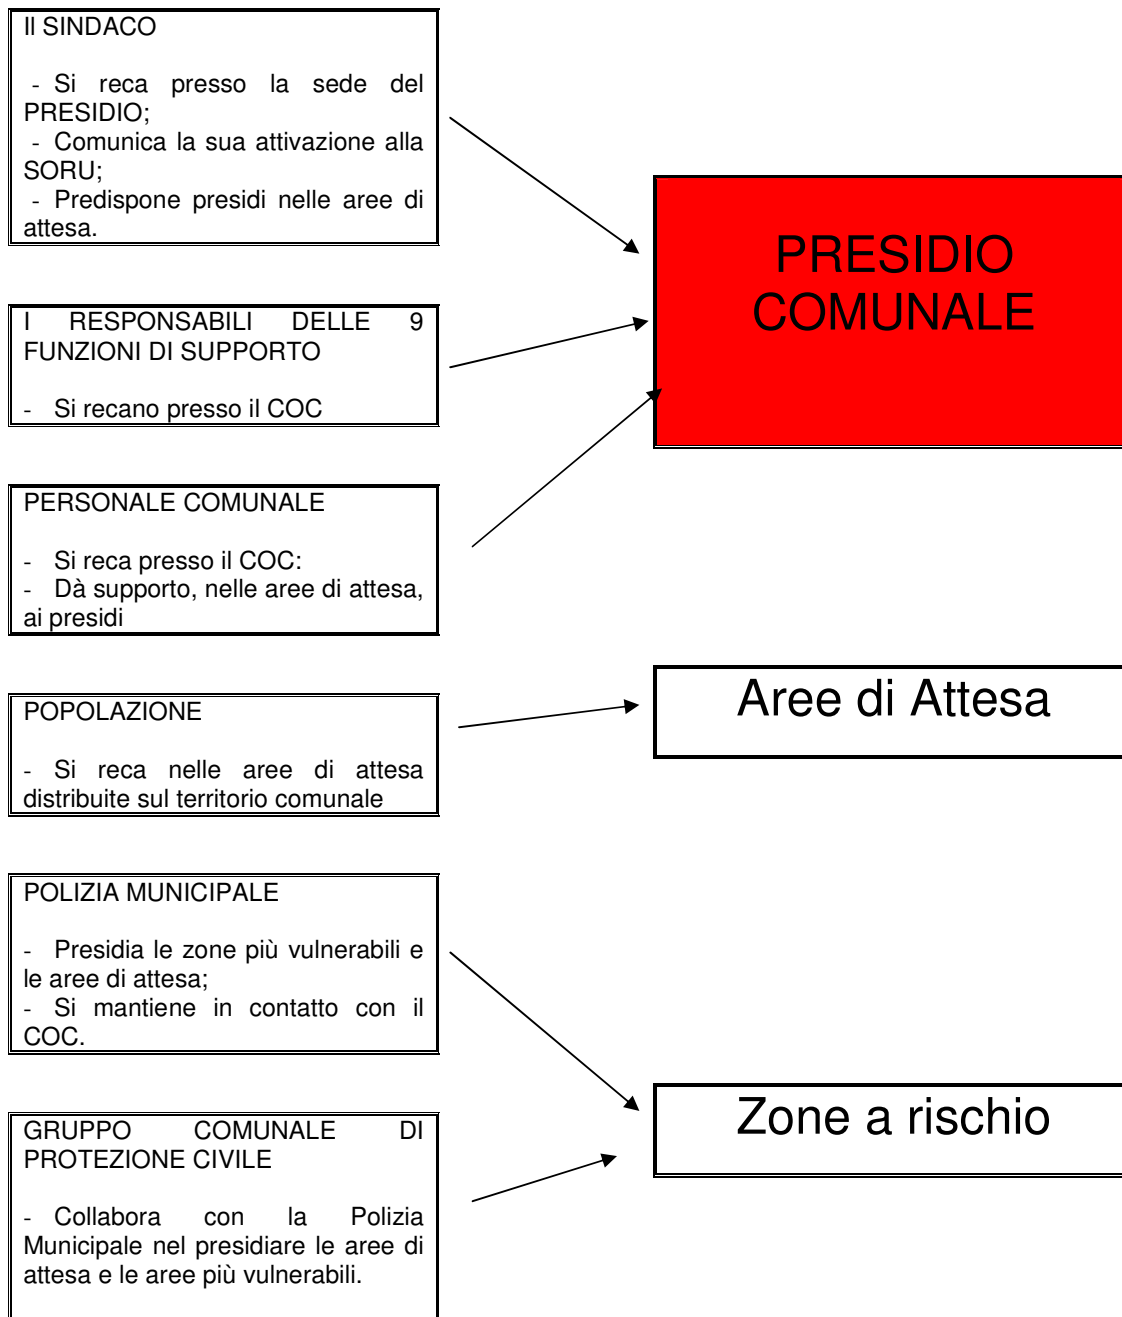 Il SINDACO
- Si reca presso la sede del
PRESIDIO;
- Comunica la sua attivazione alla
SORU;
- Predispone presidi nelle aree di
attesa.
I RESPONSABILI DELLE 9
FUNZIONI DI SUPPORTO
- Si recano presso il COC
PERSONALE COMUNALE
- Si reca presso il COC:
- Dà supporto, nelle aree di attesa,
ai presidi
POPOLAZIONE
- Si reca nelle aree di attesa
distribuite sul territorio comunale
POLIZIA MUNICIPALE
- Presidia le zone più vulnerabili e
le aree di attesa;
- Si mantiene in contatto con il
COC.
GRUPPO COMUNALE DI
PROTEZIONE CIVILE
- Collabora con la Polizia
Municipale nel presidiare le aree di
attesa e le aree più vulnerabili.
PRESIDIO
COMUNALE
Aree di Attesa
Zone a rischio